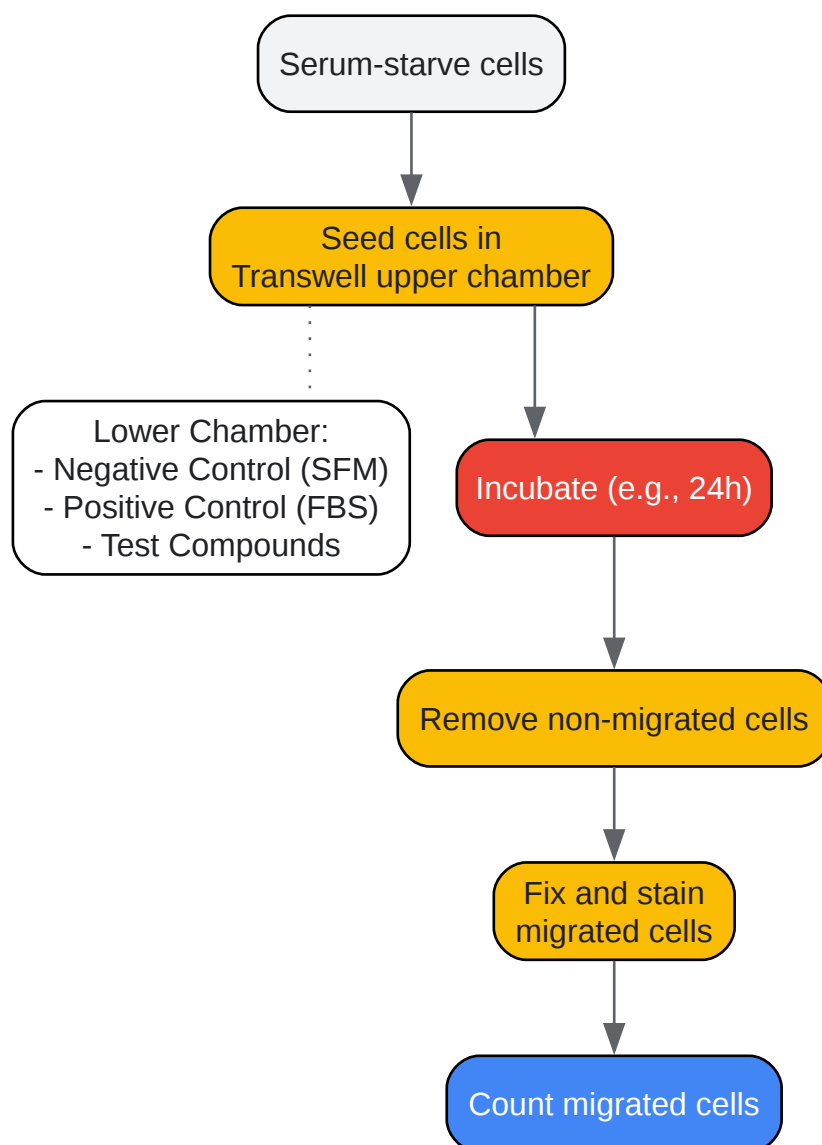 Serum-starve cells
Seed cells in
Transwell upper chamber
Lower Chamber:
- Negative Control (SFM)
- Positive Control (FBS)
- Test Compounds
Incubate (e.g., 24h)
Remove non-migrated cells
Fix and stain
migrated cells
Count migrated cells